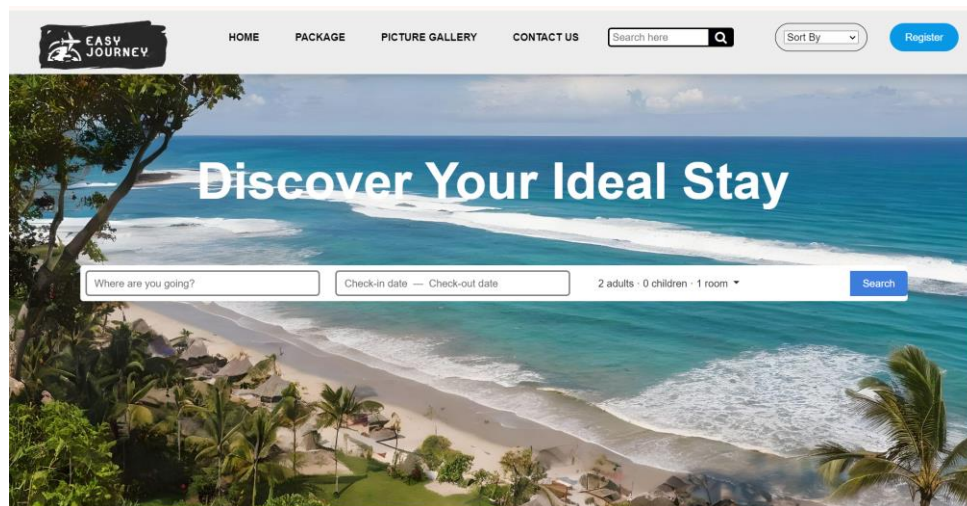 EASY
JOURNEY
HOME PACKAGE PICTURE GALLERY CONTACT US Search here Sort By Register
Discover Your Ideal Stay
Where are you going? Check-in date — Check-out date 2 adults · 0 children · 1 room Search